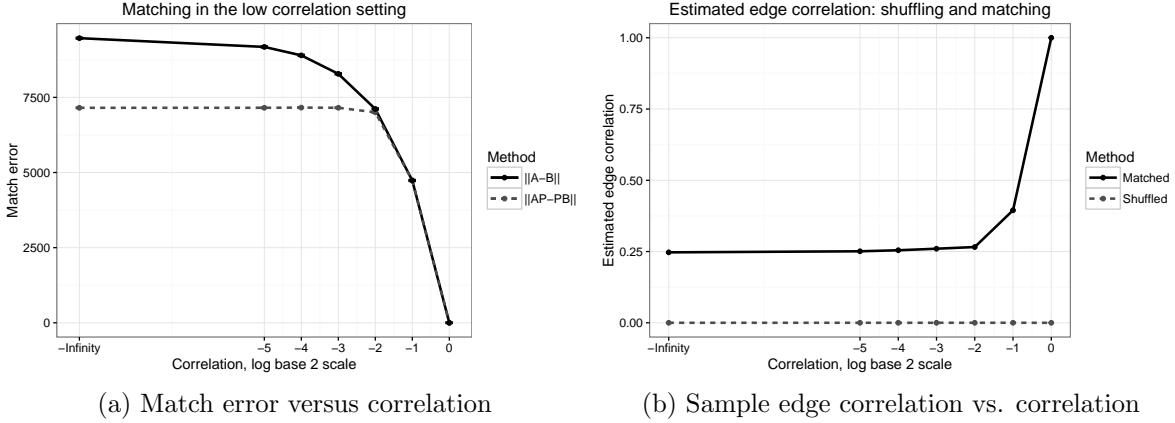 Matching in the low correlation setting
Match error
7500
5000
2500
0
−Infinity
−5
−4
−3
−2
−1
0
Correlation, log base 2 scale
Method
||A−B||
||AP−PB||
(a) Match error versus correlation
Estimated edge correlation: shuffling and matching
Estimated edge correlation
1.00
0.75
0.50
0.25
0.00
−Infinity
−5
−4
−3
−2
−1
0
Correlation, log base 2 scale
Method
Matched
Shuffled
(b) Sample edge correlation vs. correlation